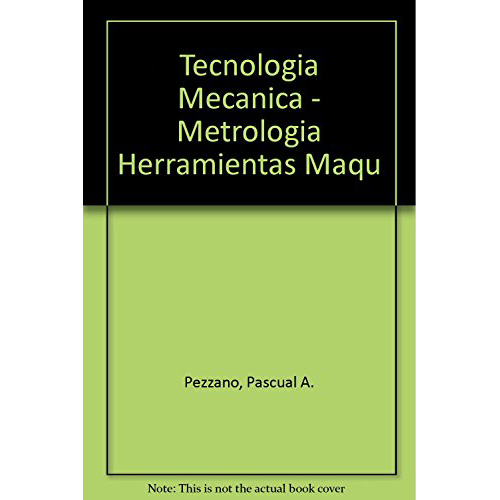 Tecnologia
Mecanica -
Metrologia
Herramientas Maqu
Pezzano, Pascual A.
Note: This is not the actual book cover